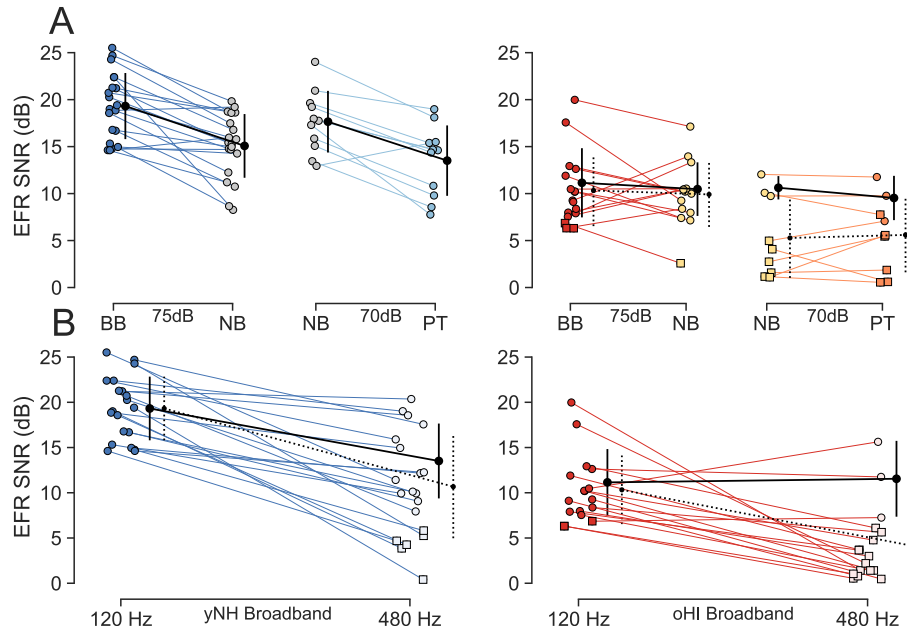 A
EFR SNR (dB)
25
20
15
10
5
0
BB
75dB
NB
NB
70dB
PT
25
20
15
10
5
0
BB
75dB
NB
NB
70dB
PT
B
EFR SNR (dB)
25
20
15
10
5
0
120 Hz
yNH Broadband
480 Hz
25
20
15
10
5
0
120 Hz
oHI Broadband
480 Hz